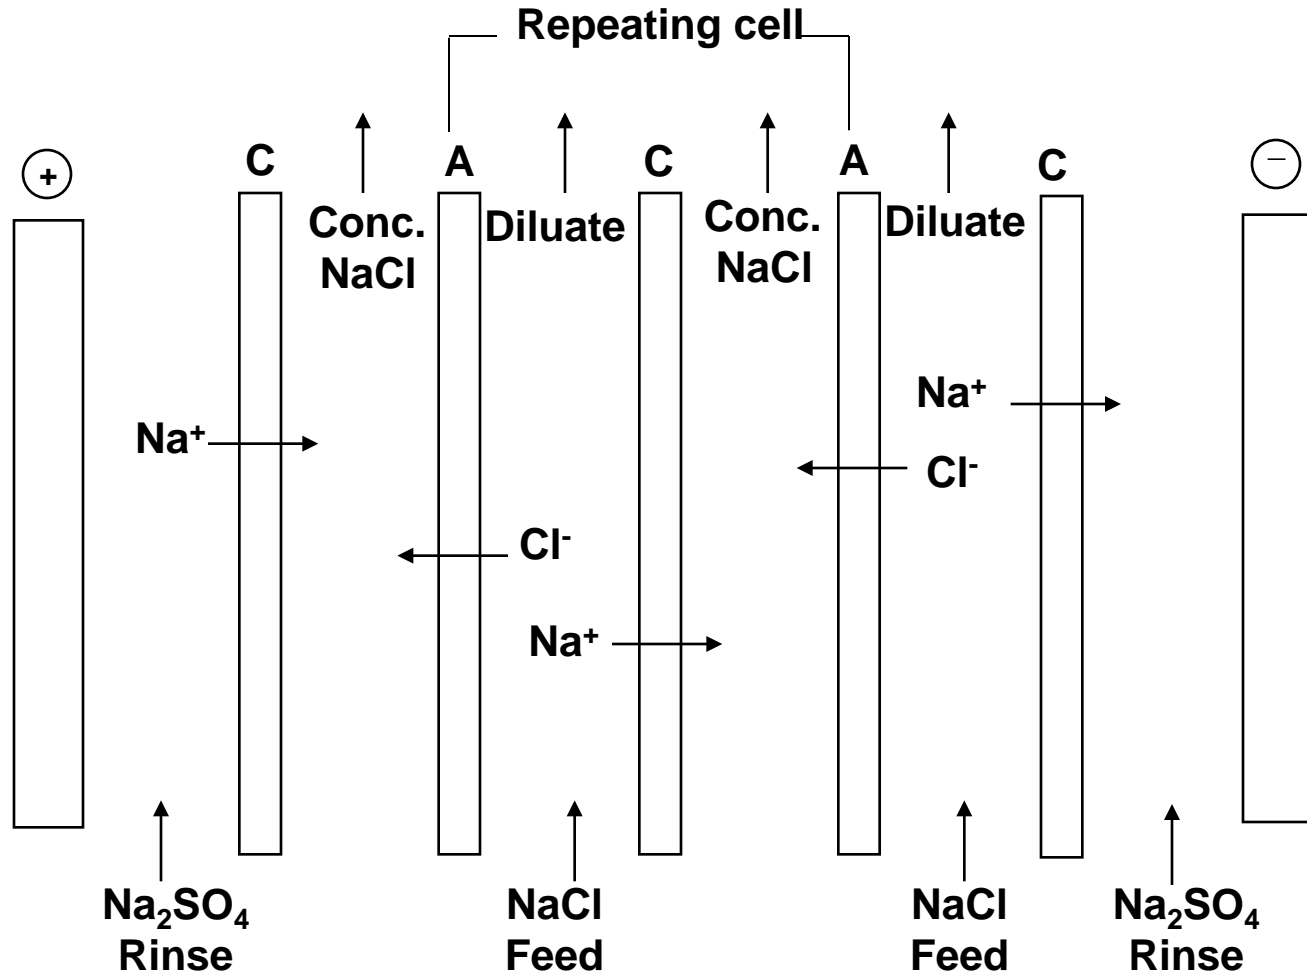 Repeating cell
+
C
A
C
A
C
−
Conc.
NaCl
Diluate
Conc.
NaCl
Diluate
Na⁺
Na⁺
Cl⁻
Cl⁻
Na⁺
Na₂SO₄
Rinse
NaCl
Feed
NaCl
Feed
Na₂SO₄
Rinse